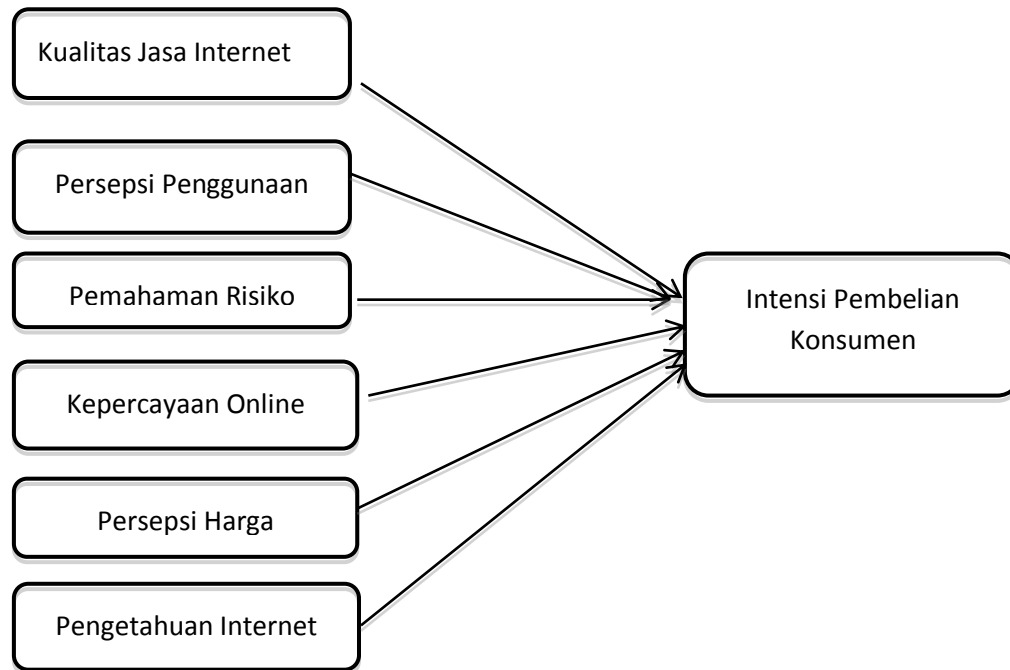 Kualitas Jasa Internet
Persepsi Penggunaan
Pemahaman Risiko
Kepercayaan Online
Persepsi Harga
Pengetahuan Internet
Intensi Pembelian
Konsumen